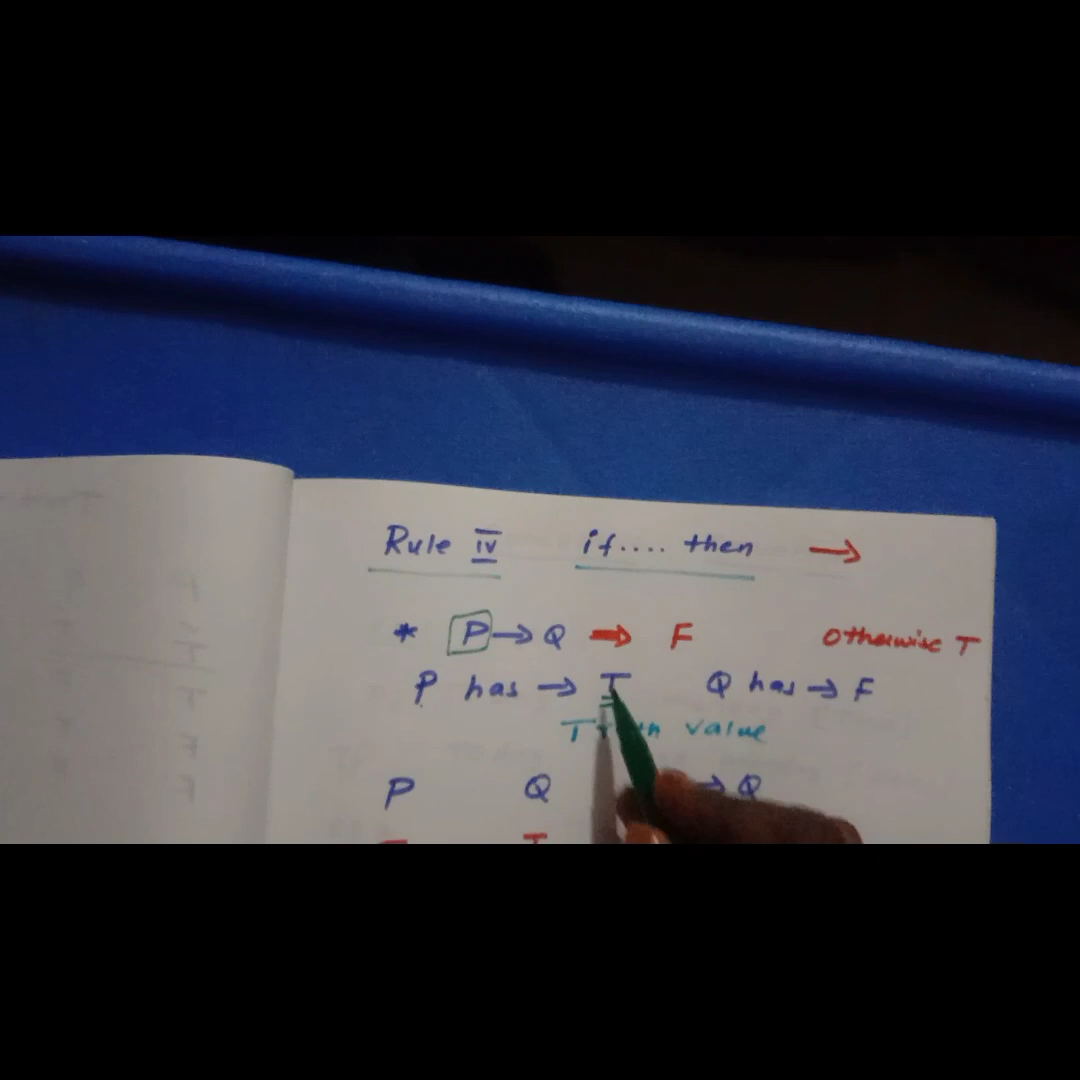 Rule IV if.... then →
* P → Q → F Otherwise T
P has → T Q has → F
value
P Q → Q
T